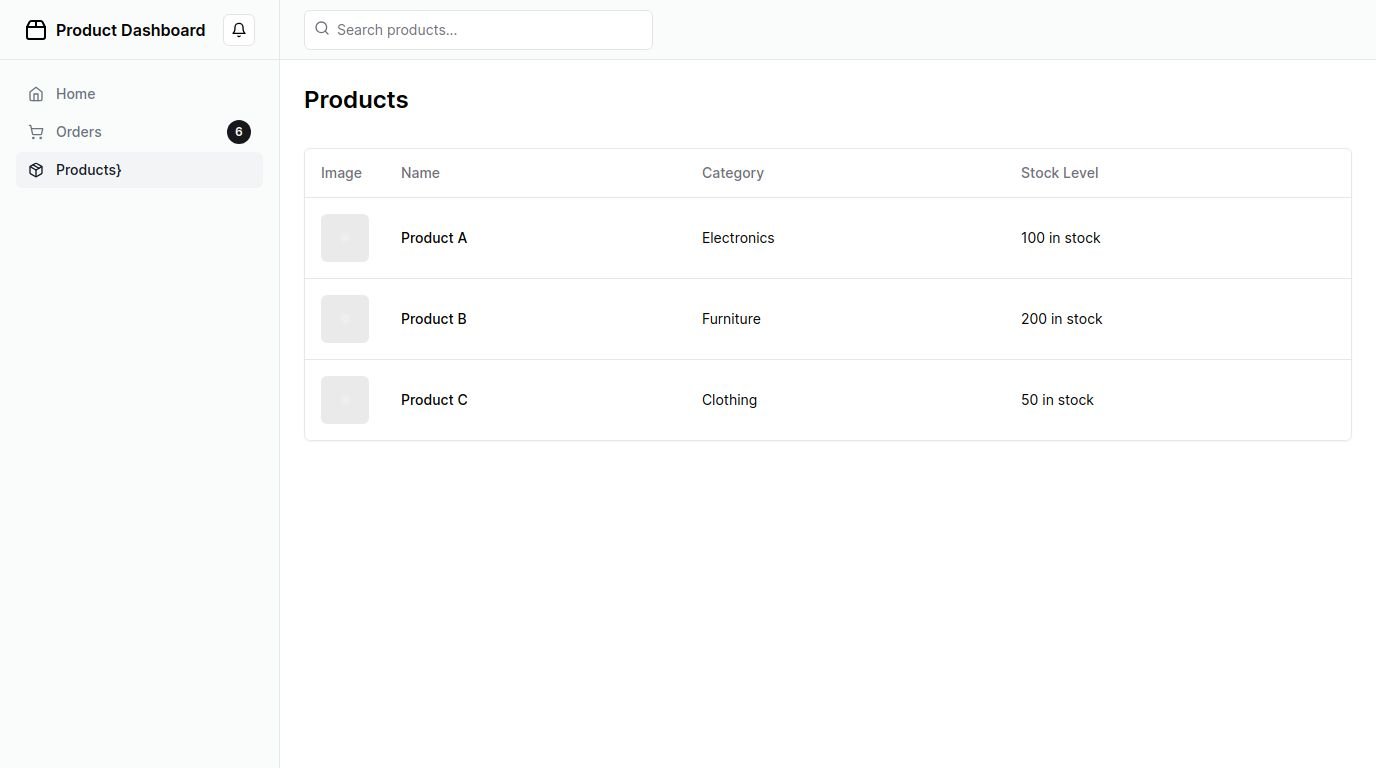 Product Dashboard
Search products...
Home
Orders 6
Products}
Products
Image Name Category Stock Level
Product A Electronics 100 in stock
Product B Furniture 200 in stock
Product C Clothing 50 in stock